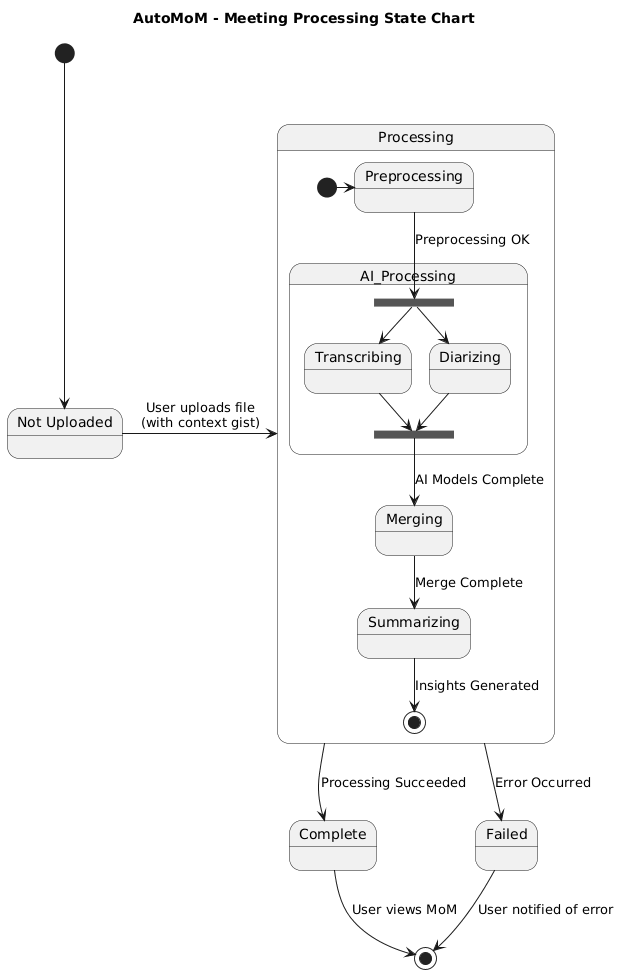 AutoMoM - Meeting Processing State Chart
Processing
Preprocessing
Preprocessing OK
AI_Processing
Transcribing
Diarizing
Not Uploaded
User uploads file
(with context gist)
AI Models Complete
Merging
Merge Complete
Summarizing
Insights Generated
Processing Succeeded
Error Occurred
Complete
Failed
User views MoM
User notified of error